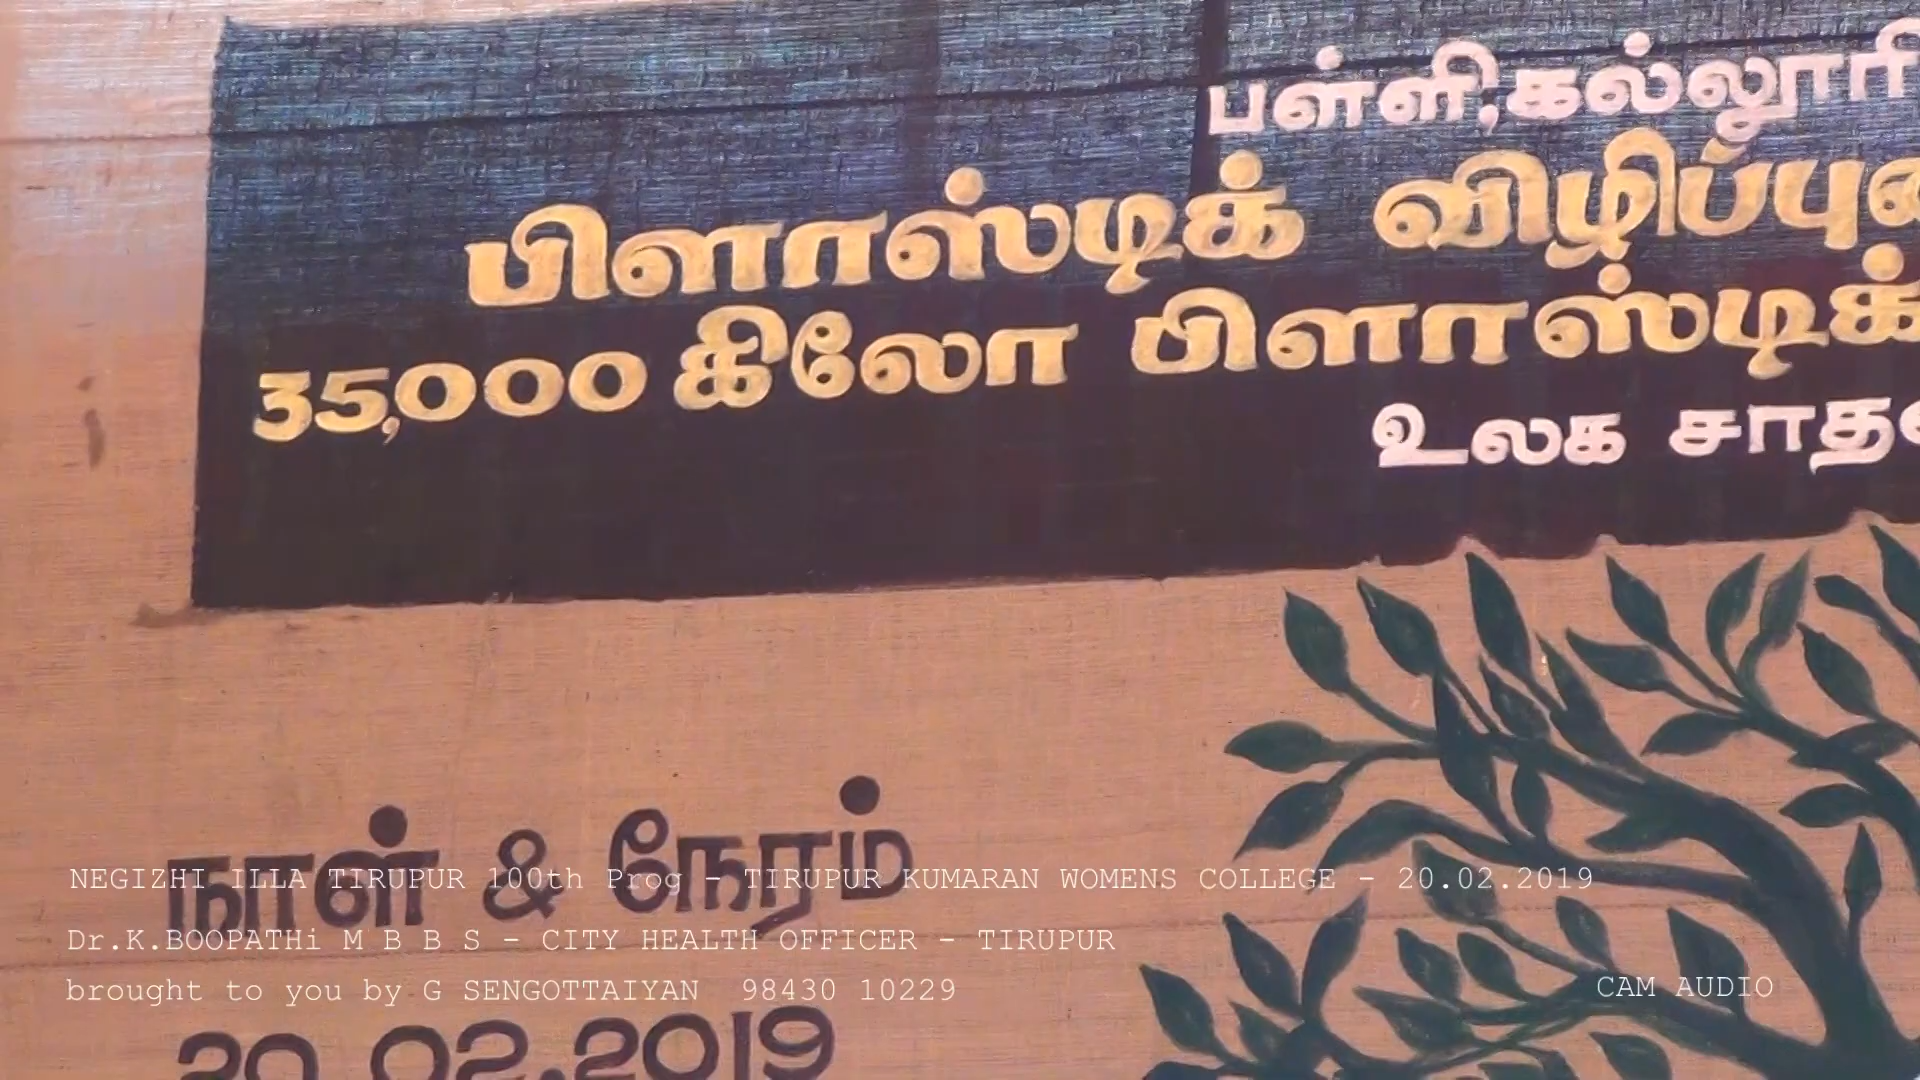 பள்ளி,கல்லூரி
பிளாஸ்டிக்
35,000 கிலோ பிளாஸ்டிக்
உலக
நாள் & நேரம்
20.02.2019
NEGIZHI ILLA TIRUPUR 100th Prog - TIRUPUR KUMARAN WOMENS COLLEGE - 20.02.2019
Dr.K.BOOPATHi M B B S - CITY HEALTH OFFICER - TIRUPUR
brought to you by G SENGOTTAIYAN 98430 10229
CAM AUDIO